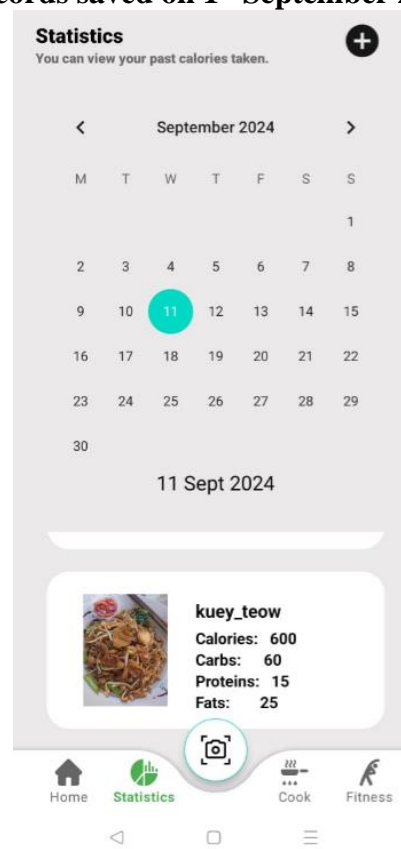 Statistics
You can view your past calories taken.
September 2024
M T W T F S S
1
2 3 4 5 6 7 8
9 10 11 12 13 14 15
16 17 18 19 20 21 22
23 24 25 26 27 28 29
30
11 Sept 2024
kuey_teow
Calories: 600
Carbs: 60
Proteins: 15
Fats: 25
Home Statistics Cook Fitness